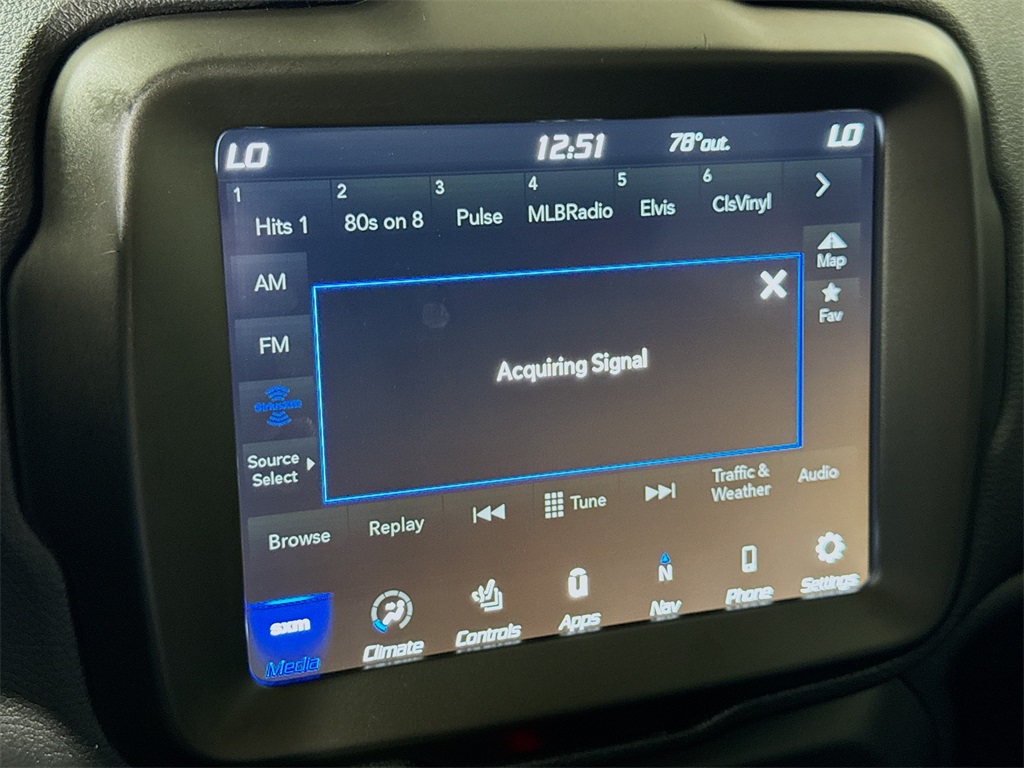 LO 12:51 78°out. LO
1 2 3 4 5 6
Hits 1 80s on 8 Pulse MLBRadio Elvis ClsVinyl
AM
Map
Fav
FM
Acquiring Signal
SiriusXM
Source
Select
Browse Replay Tune
Traffic &
Weather
Audio
sxm
Media Climate Controls Apps
N
Nav Phone Settings